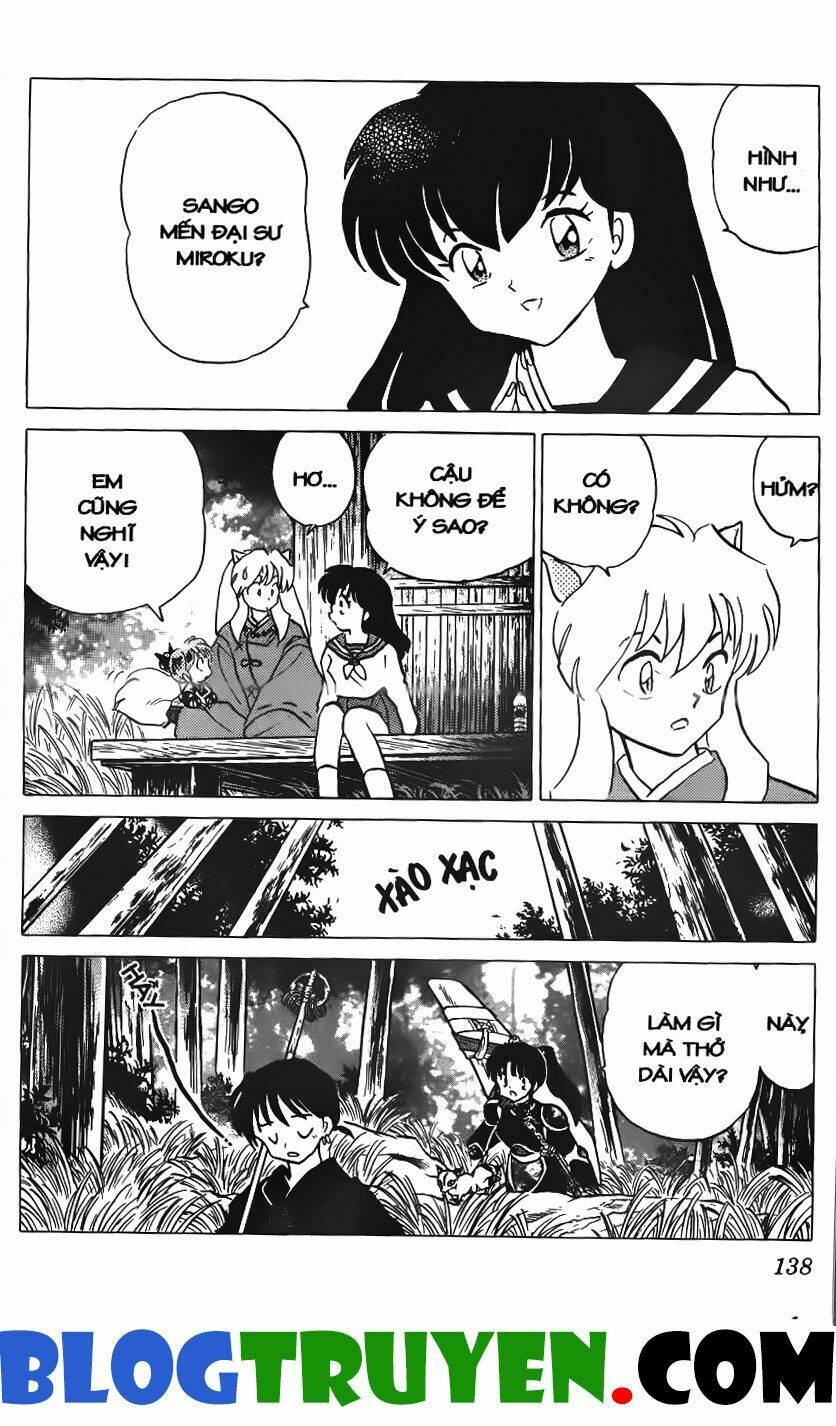 HÌNH
NHƯ...
SANGO
MẾN ĐẠI SƯ
MIROKU?
HỬM?
CÓ
KHÔNG?
CẬU
KHÔNG ĐỂ
Ý SAO?
HƠ...
EM
CŨNG
NGHĨ
VẬY!
XÀO XẠC
NÀY,
LÀM GÌ
MÀ THỞ
DÀI VẬY?
HÂY
138
BLOGTRUYEN.COM